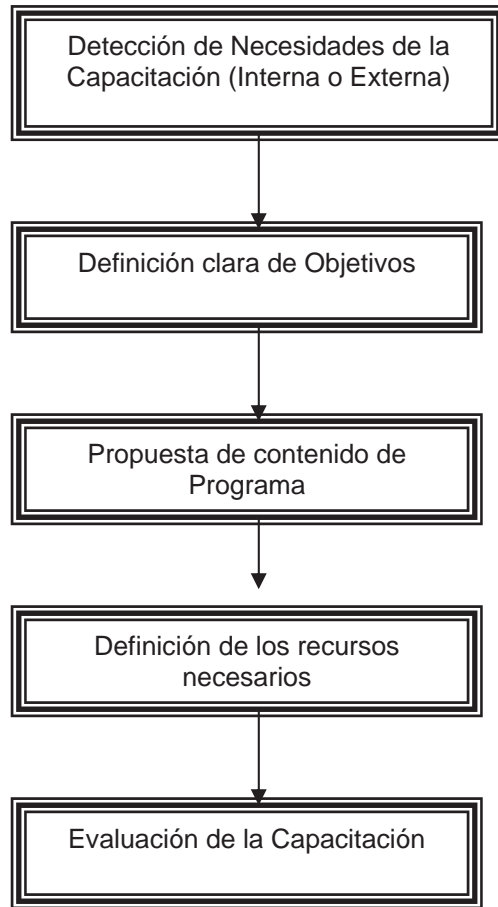 Detección de Necesidades de la
Capacitación (Interna o Externa)
Definición clara de Objetivos
Propuesta de contenido de
Programa
Definición de los recursos
necesarios
Evaluación de la Capacitación